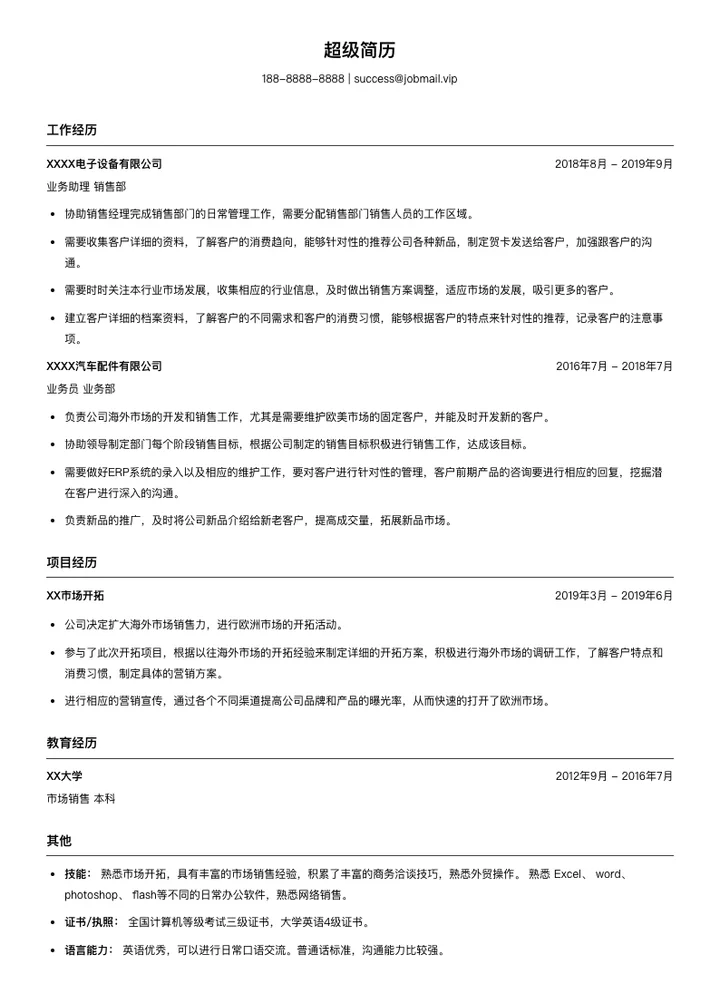 超级简历
188-8888-8888 | success@jobmail.vip
工作经历
XXXX电子设备有限公司 2018年8月 – 2019年9月
业务助理 销售部
• 协助销售经理完成销售部门的日常管理工作，需要分配销售部门销售人员的工作区域。
• 需要收集客户详细的资料，了解客户的消费趋向，能够针对性的推荐公司各种新品，制定贺卡发送给客户，加强跟客户的沟
通。
• 需要时时关注本行业市场发展，收集相应的行业信息，及时做出销售方案调整，适应市场的发展，吸引更多的客户。
• 建立客户详细的档案资料，了解客户的不同需求和客户的消费习惯，能够根据客户的特点来针对性的推荐，记录客户的注意事
项。
XXXX汽车配件有限公司 2016年7月 – 2018年7月
业务员 业务部
• 负责公司海外市场的开发和销售工作，尤其是需要维护欧美市场的固定客户，并能及时开发新的客户。
• 协助领导制定部门每个阶段销售目标，根据公司制定的销售目标积极进行销售工作，达成该目标。
• 需要做好ERP系统的录入以及相应的维护工作，要对客户进行针对性的管理，客户前期产品的咨询要进行相应的回复，挖掘潜
在客户进行深入的沟通。
• 负责新品的推广，及时将公司新品介绍给新老客户，提高成交量，拓展新品市场。
项目经历
XX市场开拓 2019年3月 – 2019年6月
• 公司决定扩大海外市场销售力，进行欧洲市场的开拓活动。
• 参与了此次开拓项目，根据以往海外市场的开拓经验来制定详细的开拓方案，积极进行海外市场的调研工作，了解客户特点和
消费习惯，制定具体的营销方案。
• 进行相应的营销宣传，通过各个不同渠道提高公司品牌和产品的曝光率，从而快速的打开了欧洲市场。
教育经历
XX大学 2012年9月 – 2016年7月
市场销售 本科
其他
• 技能： 熟悉市场开拓，具有丰富的市场销售经验，积累了丰富的商务洽谈技巧，熟悉外贸操作。 熟悉 Excel、 word、
photoshop、 flash等不同的日常办公软件，熟悉网络销售。
• 证书/执照： 全国计算机等级考试三级证书，大学英语4级证书。
• 语言能力： 英语优秀，可以进行日常口语交流。普通话标准，沟通能力比较强。